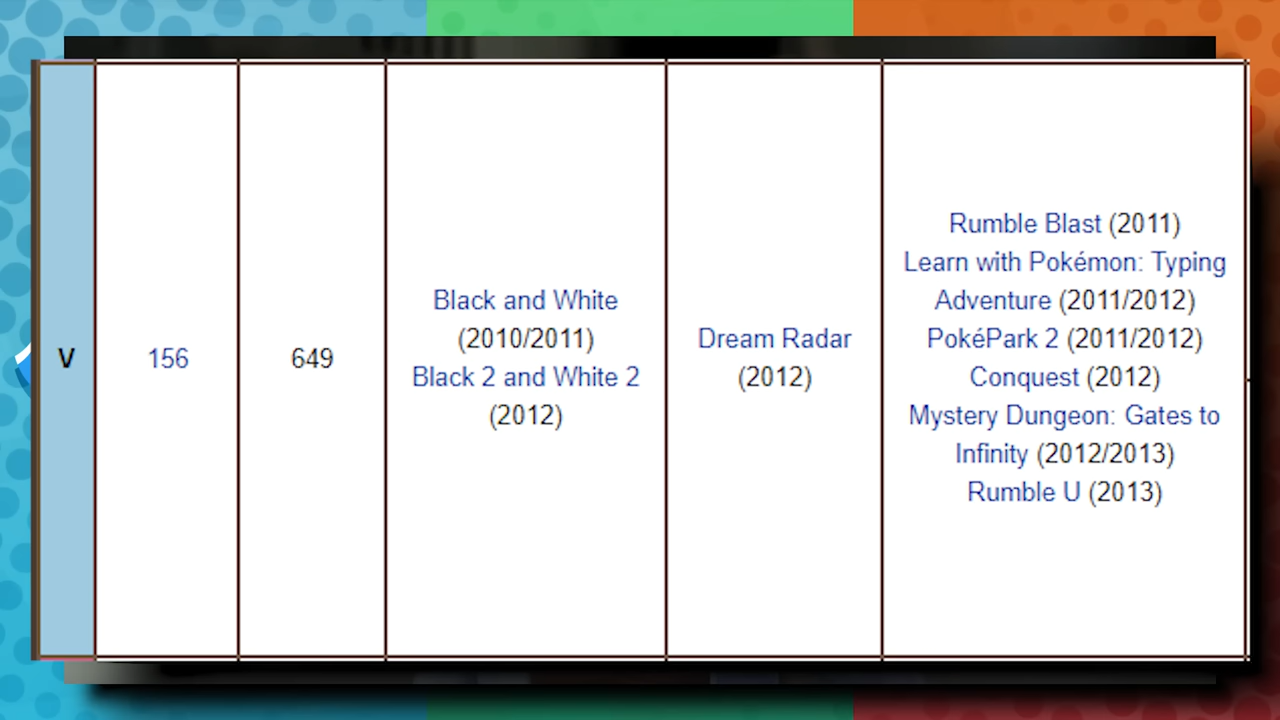 V
156
649
Black and White
(2010/2011)
Black 2 and White 2
(2012)
Dream Radar
(2012)
Rumble Blast (2011)
Learn with Pokémon: Typing
Adventure (2011/2012)
PokéPark 2 (2011/2012)
Conquest (2012)
Mystery Dungeon: Gates to
Infinity (2012/2013)
Rumble U (2013)